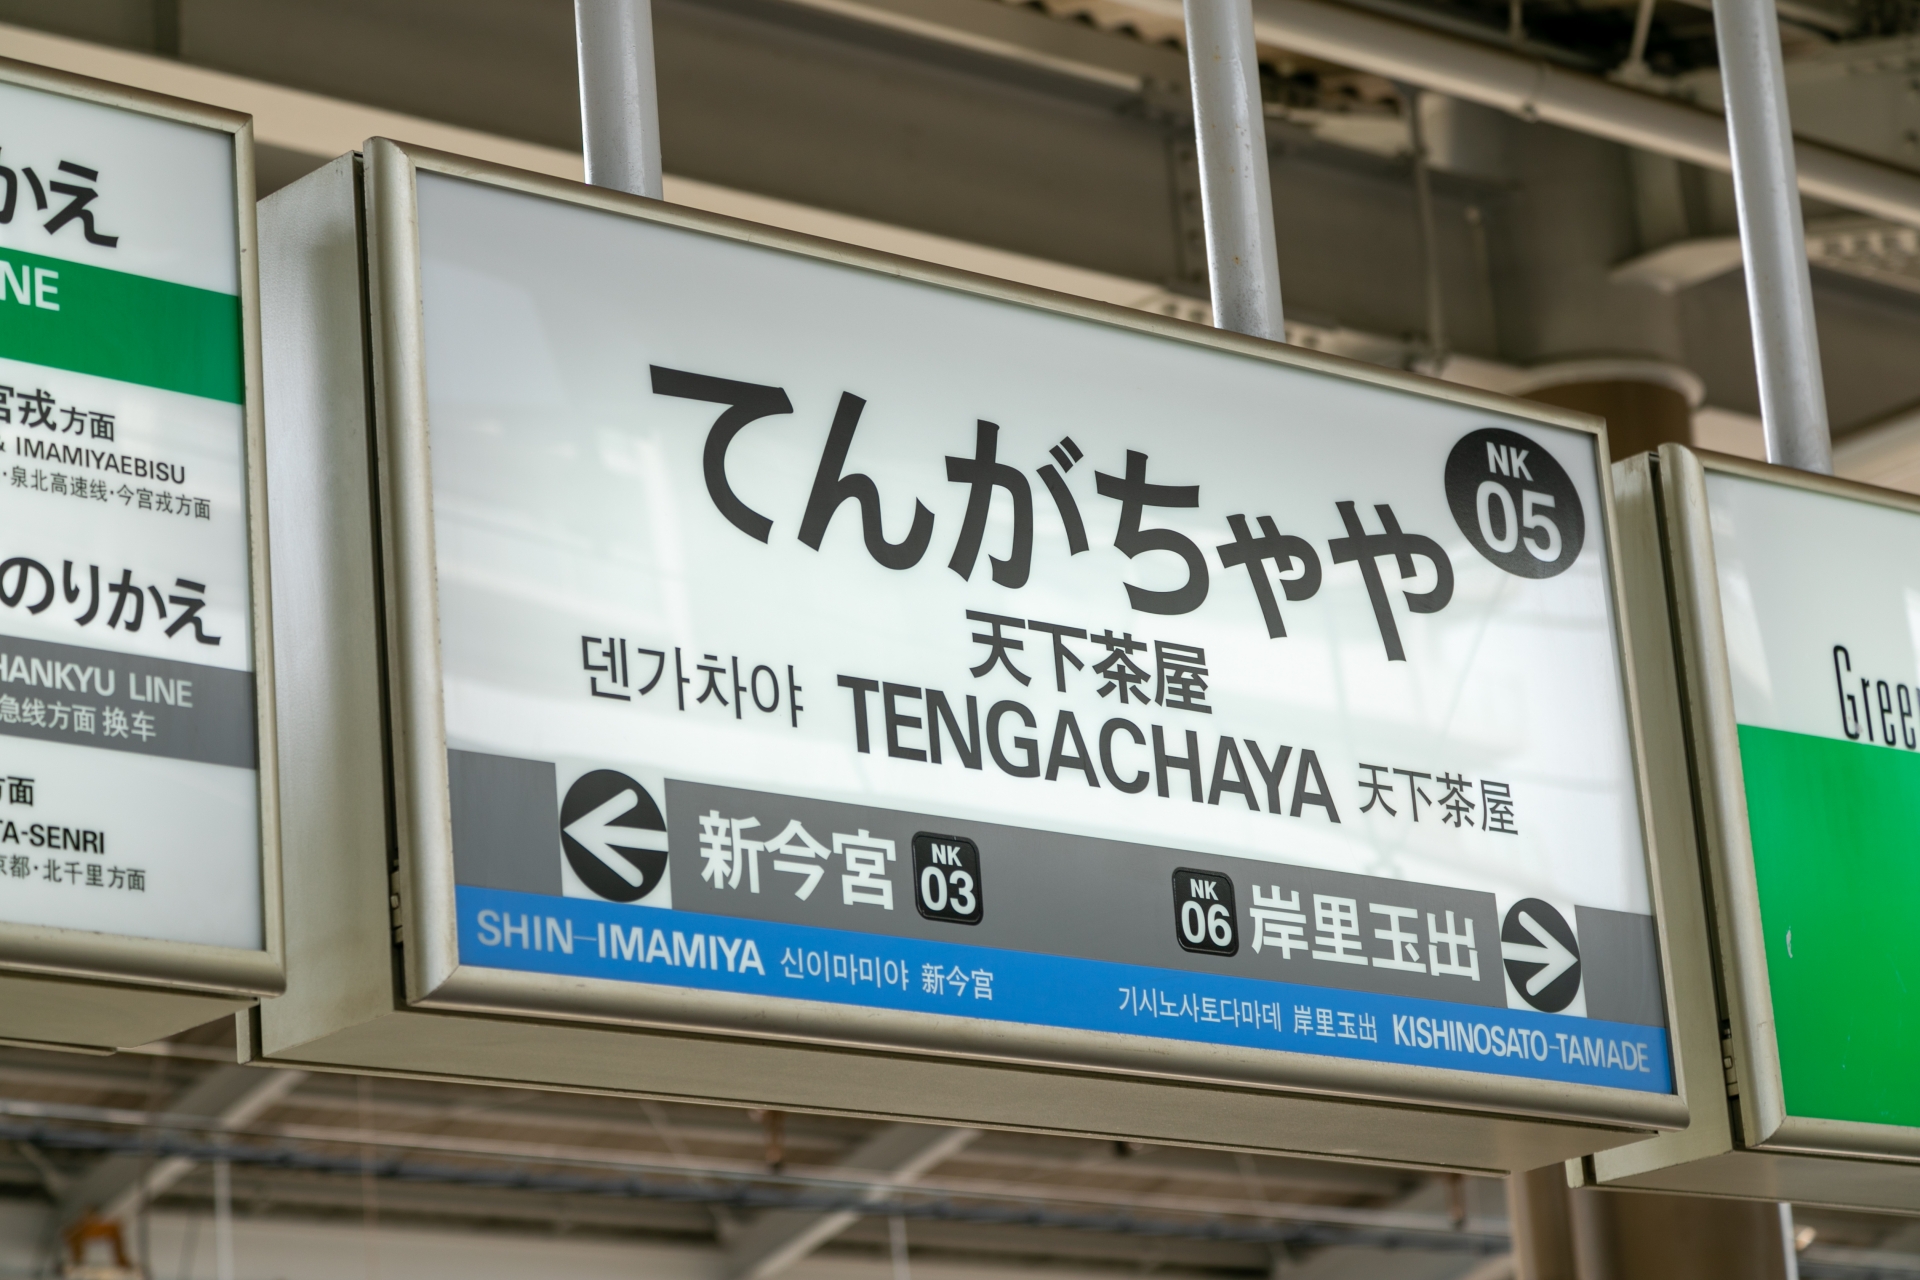 かえ
NE
宮戎方面
& IMAMIYAEBISU
·泉北高速线·今宮戎方面
のりかえ
HANKYU LINE
急线方面 换车
方面
TA-SENRI
京都·北千里方面
てんがちゃや
NK
05
天下茶屋
덴가차야 TENGACHAYA 天下茶屋
新今宮 NK 03
NK 06 岸里玉出
SHIN-IMAMIYA 신이마미야 新今宮
기시노사토다마데 岸里玉出 KISHINOSATO-TAMADE
Gree